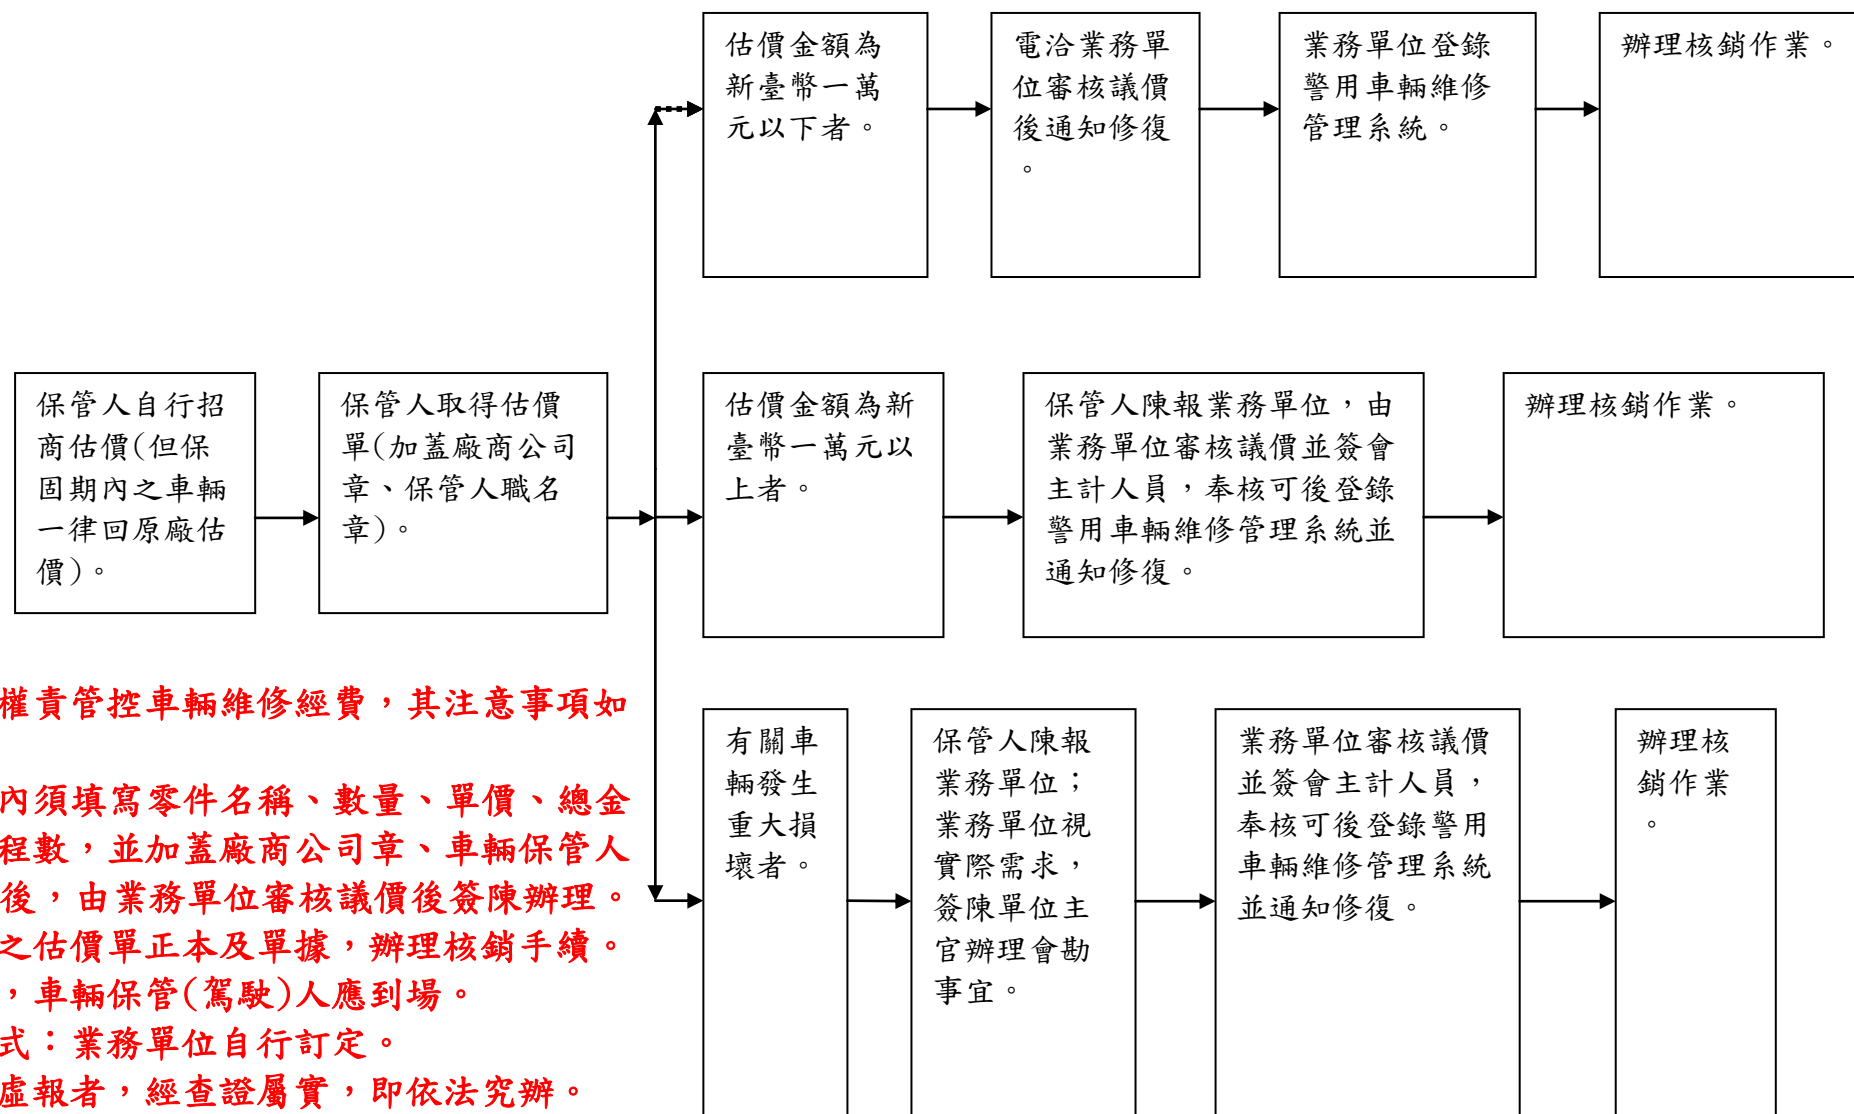 估價金額為
新臺幣一萬
元以下者。
電洽業務單
位審核議價
後通知修復
。
業務單位登錄
警用車輛維修
管理系統。
辦理核銷作業。
保管人自行招
商估價(但保
固期內之車輛
一律回原廠估
價)。
保管人取得估價
單(加蓋廠商公司
章、保管人職名
章)。
估價金額為新
臺幣一萬元以
上者。
保管人陳報業務單位，由
業務單位審核議價並簽會
主計人員，奉核可後登錄
警用車輛維修管理系統並
通知修復。
辦理核銷作業。
有關車
輛發生
重大損
壞者。
保管人陳報
業務單位；
業務單位視
實際需求，
簽陳單位主
官辦理會勘
事宜。
業務單位審核議價
並簽會主計人員，
奉核可後登錄警用
車輛維修管理系統
並通知修復。
辦理核
銷作業
。
權責管控車輛維修經費，其注意事項如
內須填寫零件名稱、數量、單價、總金
程數，並加蓋廠商公司章、車輛保管人
後，由業務單位審核議價後簽陳辦理。
之估價單正本及單據，辦理核銷手續。
，車輛保管(駕駛)人應到場。
式：業務單位自行訂定。
虛報者，經查證屬實，即依法究辦。